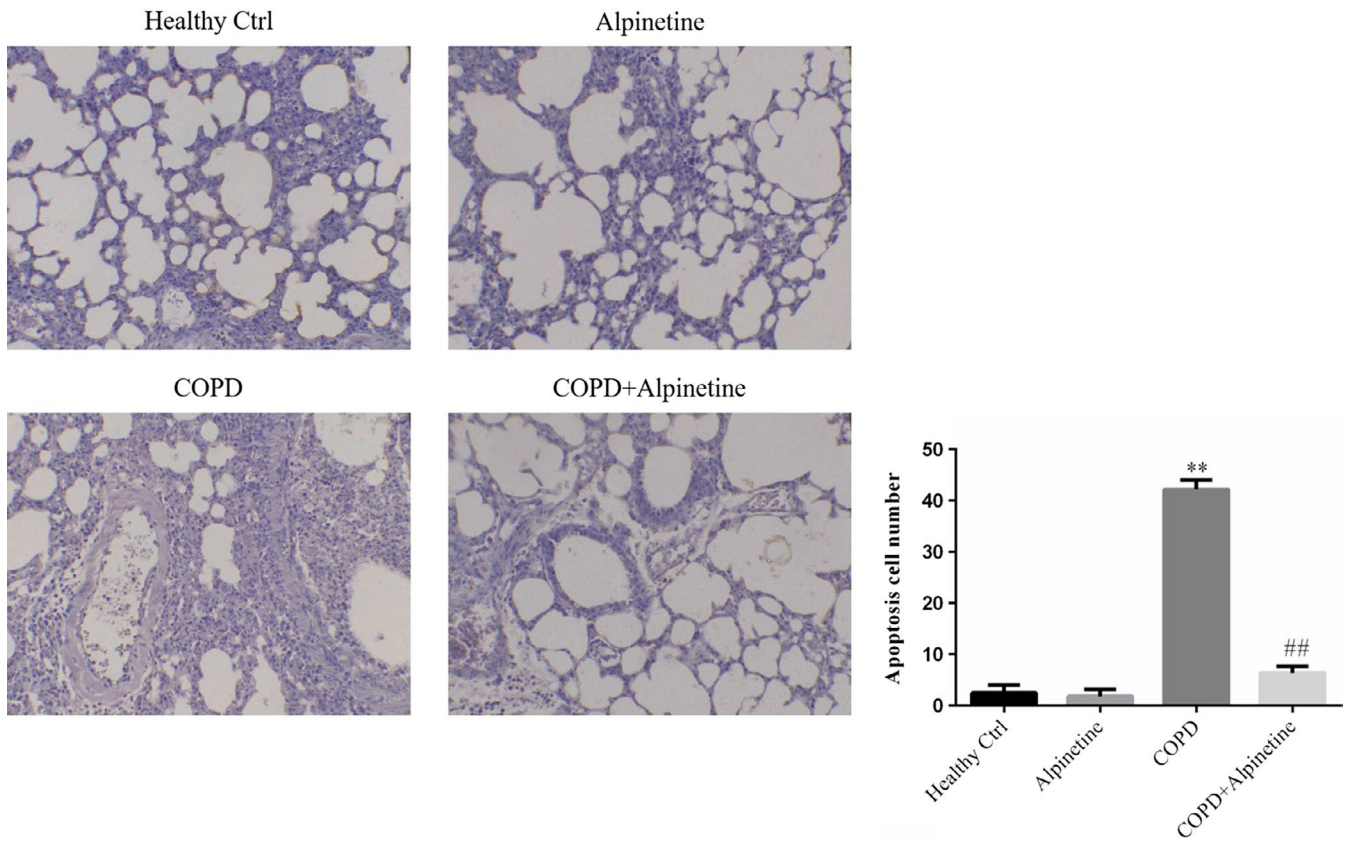 Healthy Ctrl
Alpinetine
COPD
COPD+Alpinetine
Apoptosis cell number
50
40
30
20
10
0
**
##
Healthy Ctrl
Alpinetine
COPD
COPD+Alpinetine